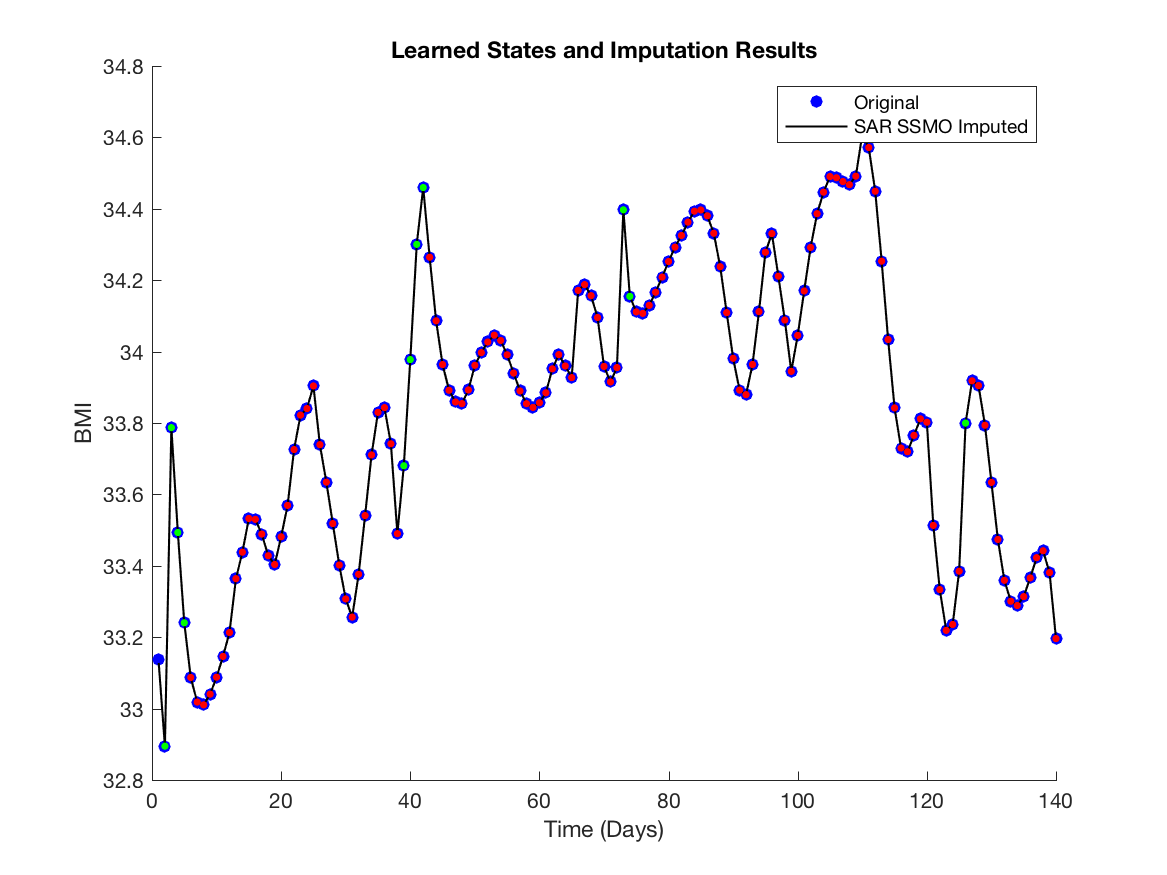 Learned States and Imputation Results
34.8
34.6
34.4
34.2
34
33.8
33.6
33.4
33.2
33
32.8
BMI
Original
SAR SSMO Imputed
0 20 40 60 80 100 120 140
Time (Days)